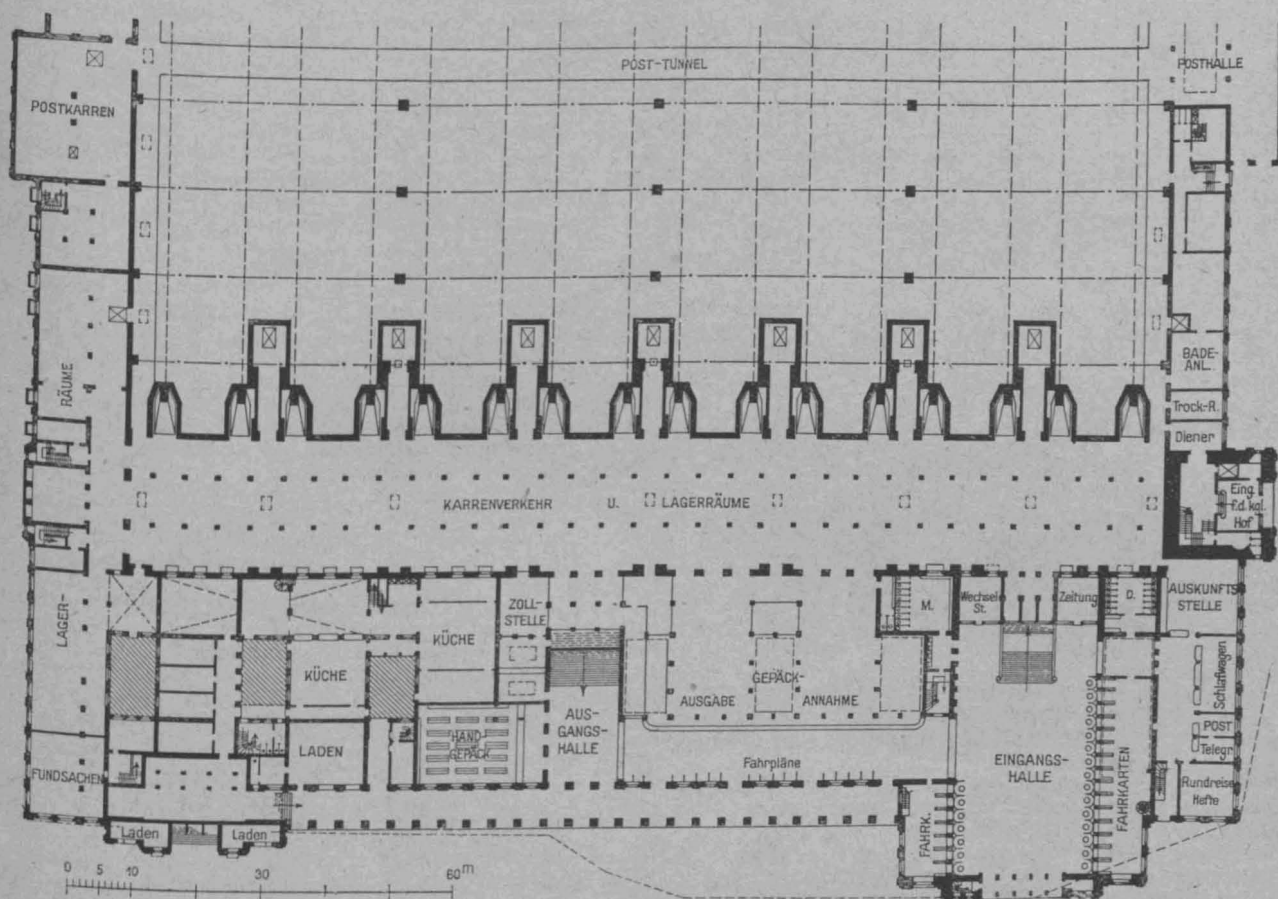 POST-TUNNEL
POSTHALLE
POSTKARREN
RÄUME
BADE-
ANL.
Trock-R.
Diener
KARRENVERKEHR U. LAGERRÄUME
Eing.
f.d. kgl.
Hof
LAGER-
ZOLL-
STELLE
M.
Wechsel
St.
Zeitung
D.
AUSKUNFTS
STELLE
KÜCHE
KÜCHE
Schlafwagen
AUSGABE
GEPÄCK-
ANNAHME
AUS-
GANGS-
HALLE
LADEN
HAND-
GEPÄCK
POST
Telegr.
FUNDSACHEN
Fahrpläne
EINGANGS-
HALLE
FAHRKARTEN
Rundreise
Hefte
FAHRK.
Laden
Laden
0 5 10 30 60 m